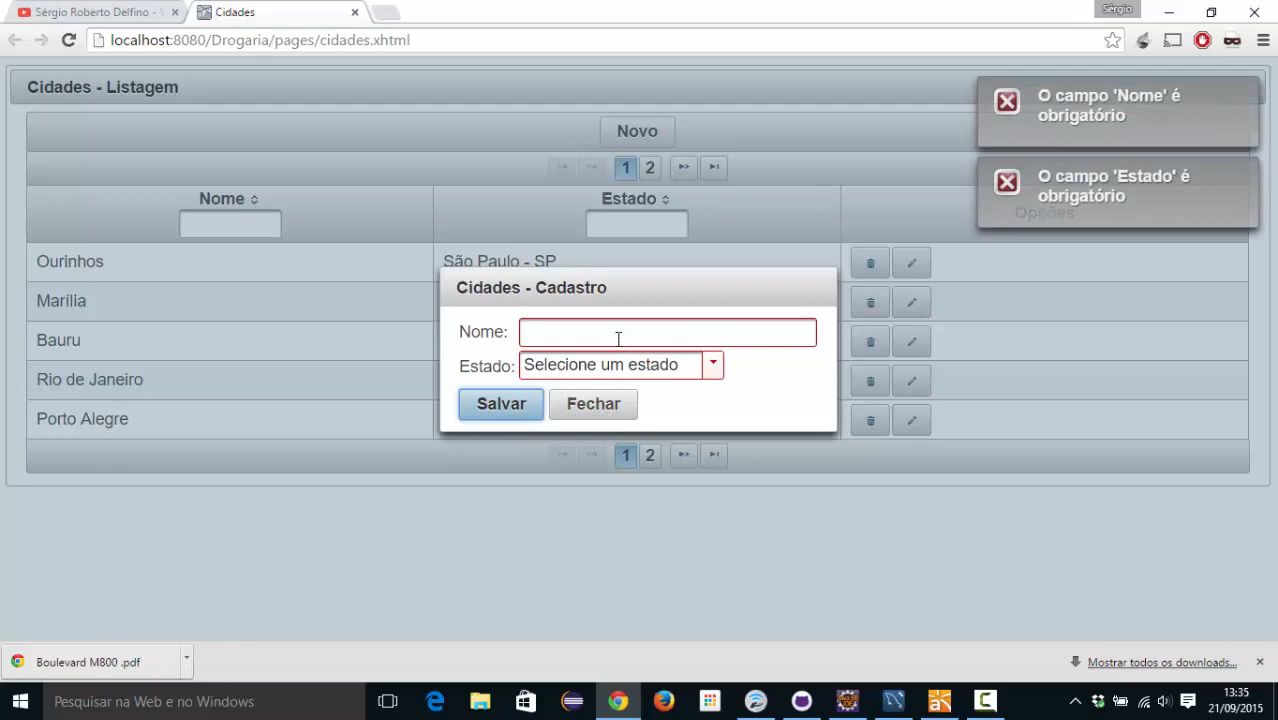 Sérgio Roberto Delfino - Y
Cidades
Sérgio
localhost:8080/Drogaria/pages/cidades.xhtml
Cidades - Listagem
O campo 'Nome' é
obrigatório
O campo 'Estado' é
obrigatório
Novo
1 2
Nome
Estado
Opções
Ourinhos
São Paulo - SP
Marília
Bauru
Rio de Janeiro
Porto Alegre
Cidades - Cadastro
Nome:
Estado: Selecione um estado
Salvar Fechar
1 2
Boulevard M800 .pdf
Mostrar todos os downloads...
Pesquisar na Web e no Windows
13:35
21/09/2015